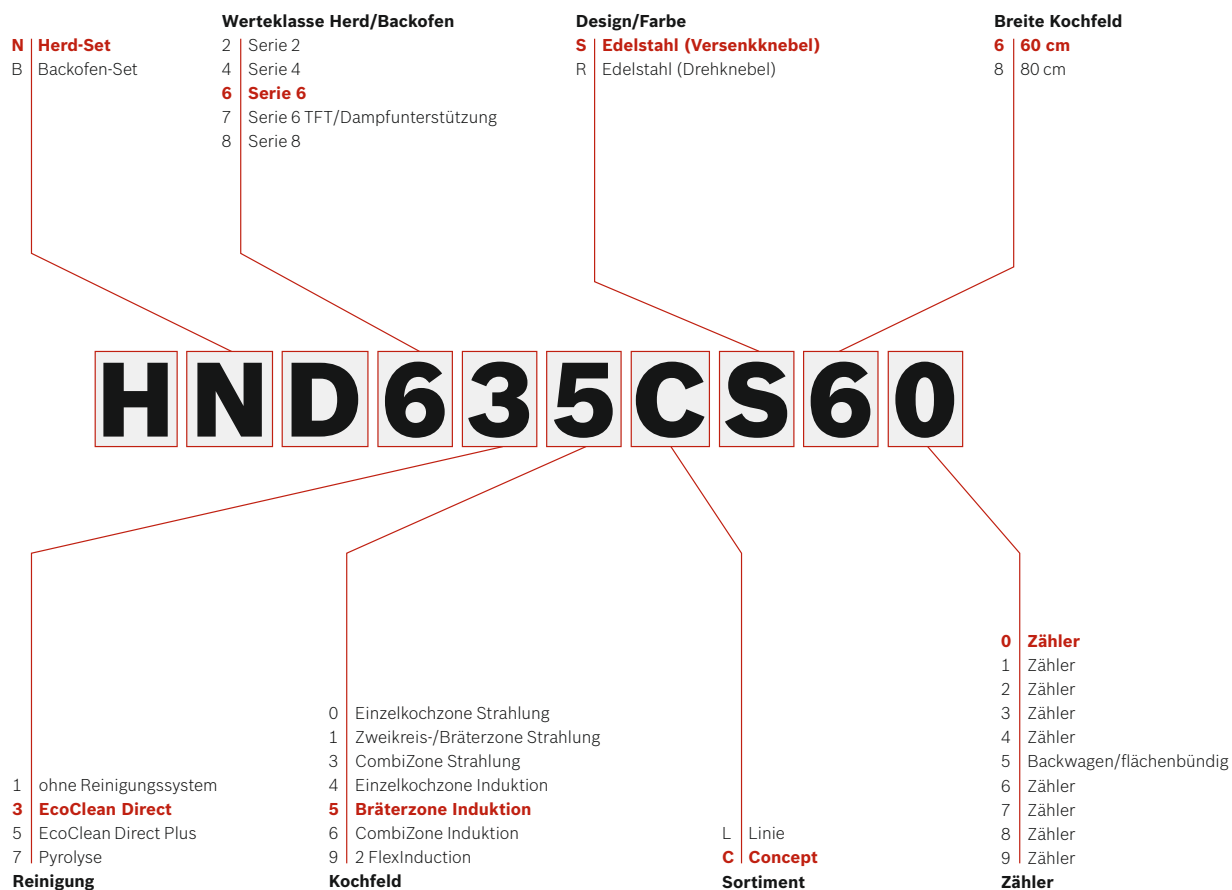 N Herd-Set
B Backofen-Set
Werteklasse Herd/Backofen
2 Serie 2
4 Serie 4
6 Serie 6
7 Serie 6 TFT/Dampfunterstützung
8 Serie 8
Design/Farbe
S Edelstahl (Versenkknebel)
R Edelstahl (Drehknebel)
Breite Kochfeld
6 60 cm
8 80 cm
HND635CS60
1 ohne Reinigungssystem
3 EcoClean Direct
5 EcoClean Direct Plus
7 Pyrolyse
Reinigung
0 Einzelkochzone Strahlung
1 Zweikreis-/Bräterzone Strahlung
3 CombiZone Strahlung
4 Einzelkochzone Induktion
5 Bräterzone Induktion
6 CombiZone Induktion
9 2 FlexInduction
Kochfeld
L Linie
C Concept
Sortiment
0 Zähler
1 Zähler
2 Zähler
3 Zähler
4 Zähler
5 Backwagen/flächenbündig
6 Zähler
7 Zähler
8 Zähler
9 Zähler
Zähler